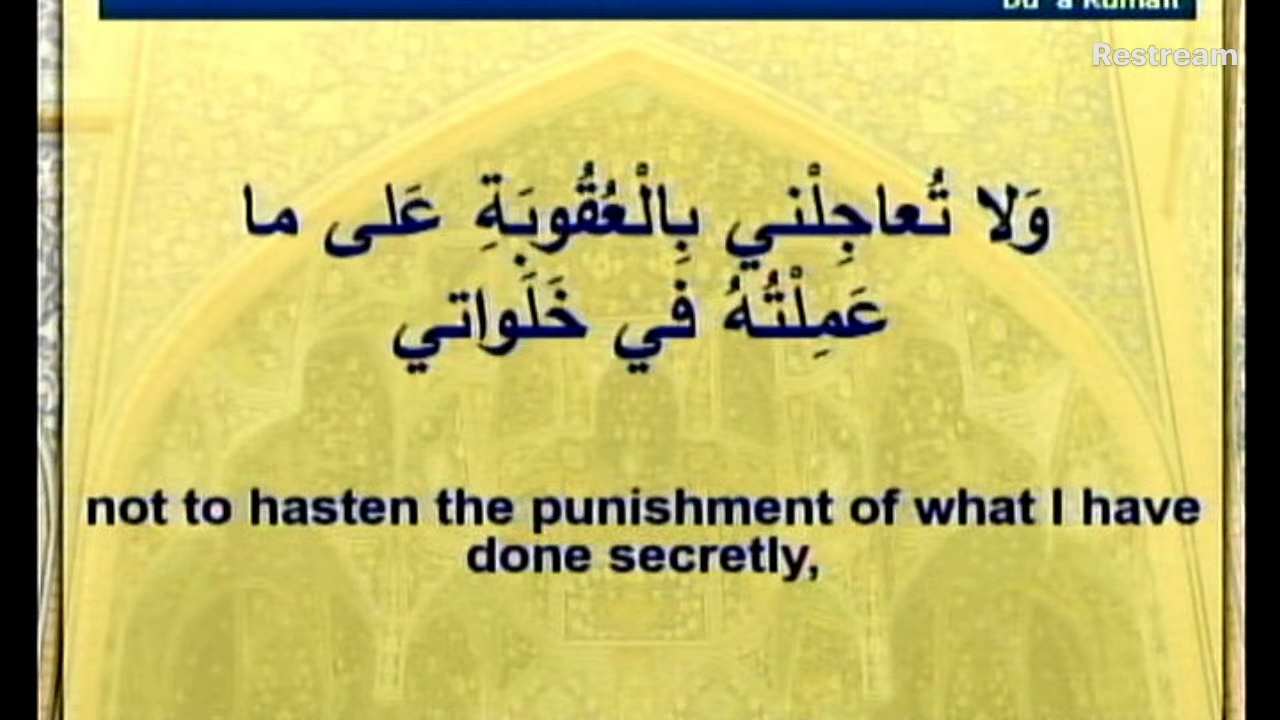 Restream
وَلا تُعاجِلْني بِالْعُقُوبَةِ عَلى ما
عَمِلْتُهُ في خَلَواتي
not to hasten the punishment of what I have
done secretly,